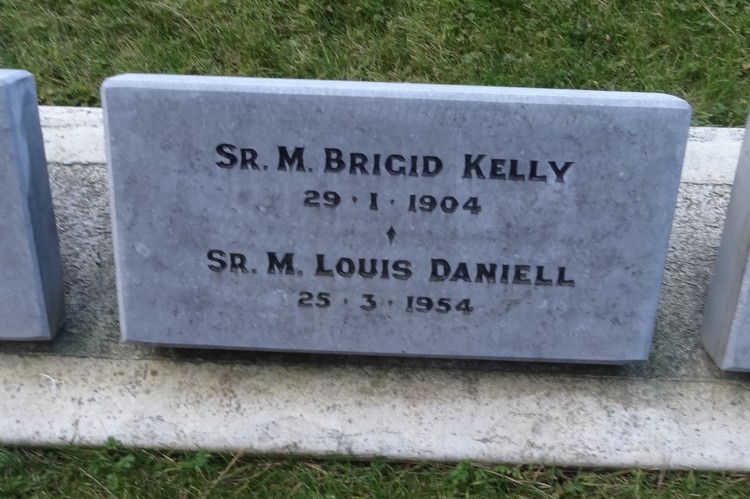 Sr. M. Brigid Kelly
29 · 1 · 1904
Sr. M. Louis Daniell
25 · 3 · 1954